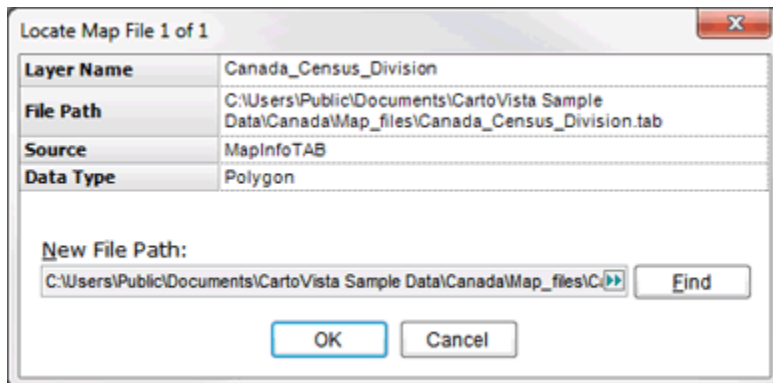 Locate Map File 1 of 1
Layer Name Canada_Census_Division
File Path C:\Users\Public\Documents\CartoVista Sample
Data\Canada\Map_files\Canada_Census_Division.tab
Source MapInfoTAB
Data Type Polygon
New File Path:
C:\Users\Public\Documents\CartoVista Sample Data\Canada\Map_files\Ca
Find
OK Cancel